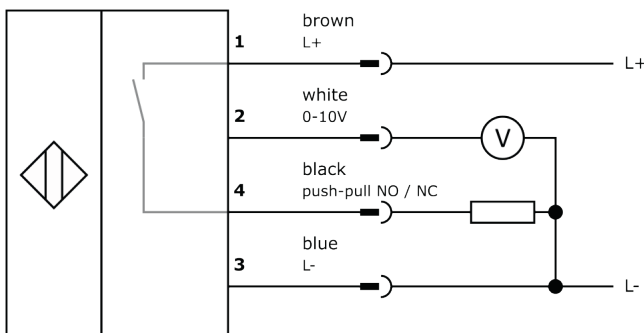 brown
1
L+
L+
white
2
0-10V
V
black
4
push-pull NO / NC
blue
3
L-
L-